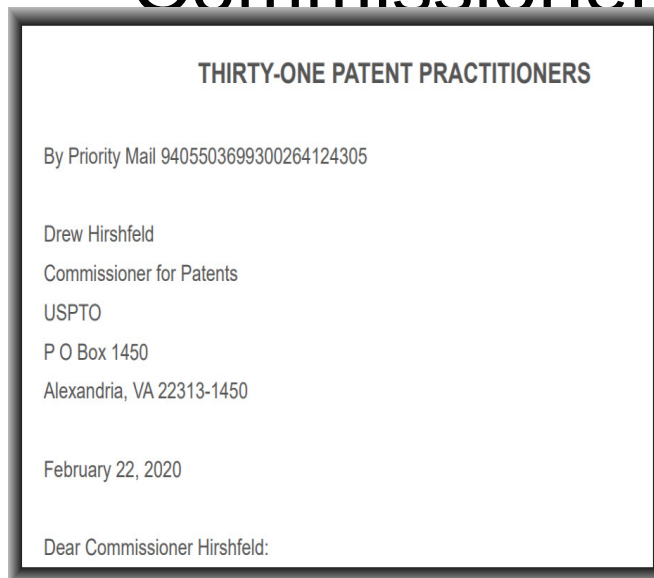 Commissioner
THIRTY-ONE PATENT PRACTITIONERS
By Priority Mail 9405503699300264124305
Drew Hirshfeld
Commissioner for Patents
USPTO
P O Box 1450
Alexandria, VA 22313-1450
February 22, 2020
Dear Commissioner Hirshfeld: